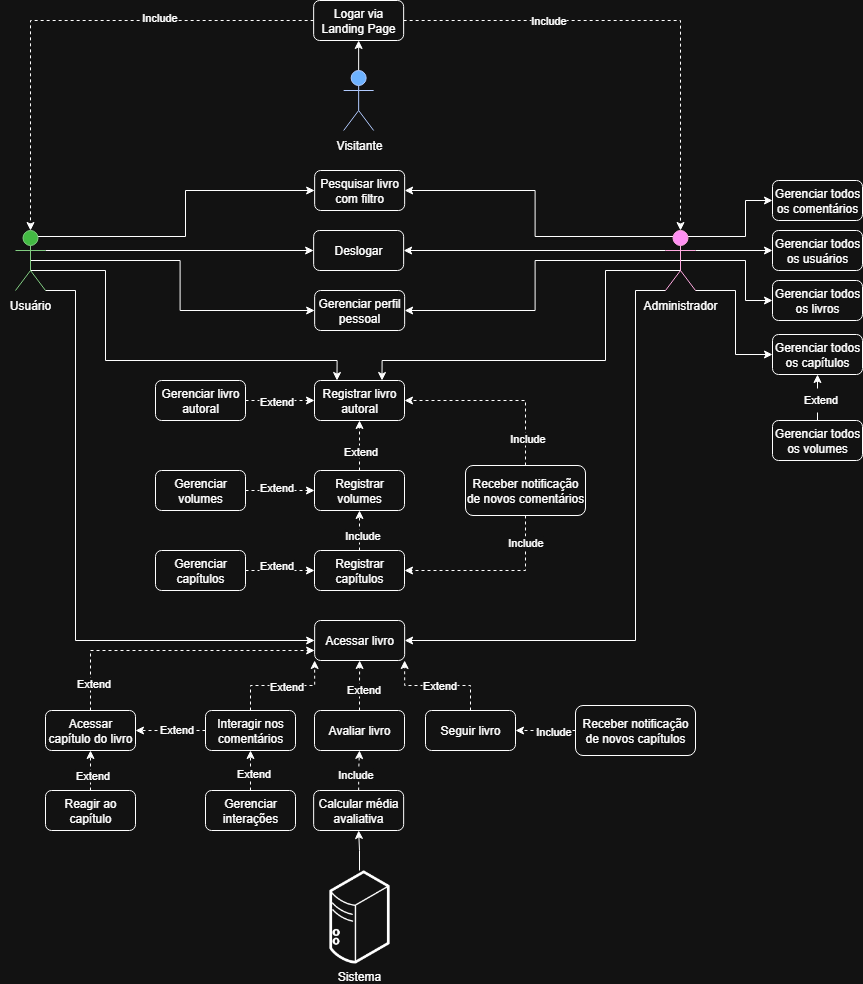 Include
Logar via
Landing Page
Include
Visitante
Pesquisar livro
com filtro
Gerenciar todos
os comentários
Deslogar
Gerenciar todos
os usuários
Usuário
Gerenciar perfil
pessoal
Administrador
Gerenciar todos
os livros
Gerenciar todos
os capítulos
Extend
Gerenciar todos
os volumes
Gerenciar livro
autoral
Extend
Registrar livro
autoral
Include
Extend
Gerenciar
volumes
Extend
Registrar
volumes
Receber notificação
de novos comentários
Include
Include
Gerenciar
capítulos
Extend
Registrar
capítulos
Acessar livro
Extend
Extend
Extend
Extend
Acessar
capítulo do livro
Extend
Interagir nos
comentários
Avaliar livro
Seguir livro
Include
Receber notificação
de novos capítulos
Extend
Extend
Include
Reagir ao
capítulo
Gerenciar
interações
Calcular média
avaliativa
Sistema